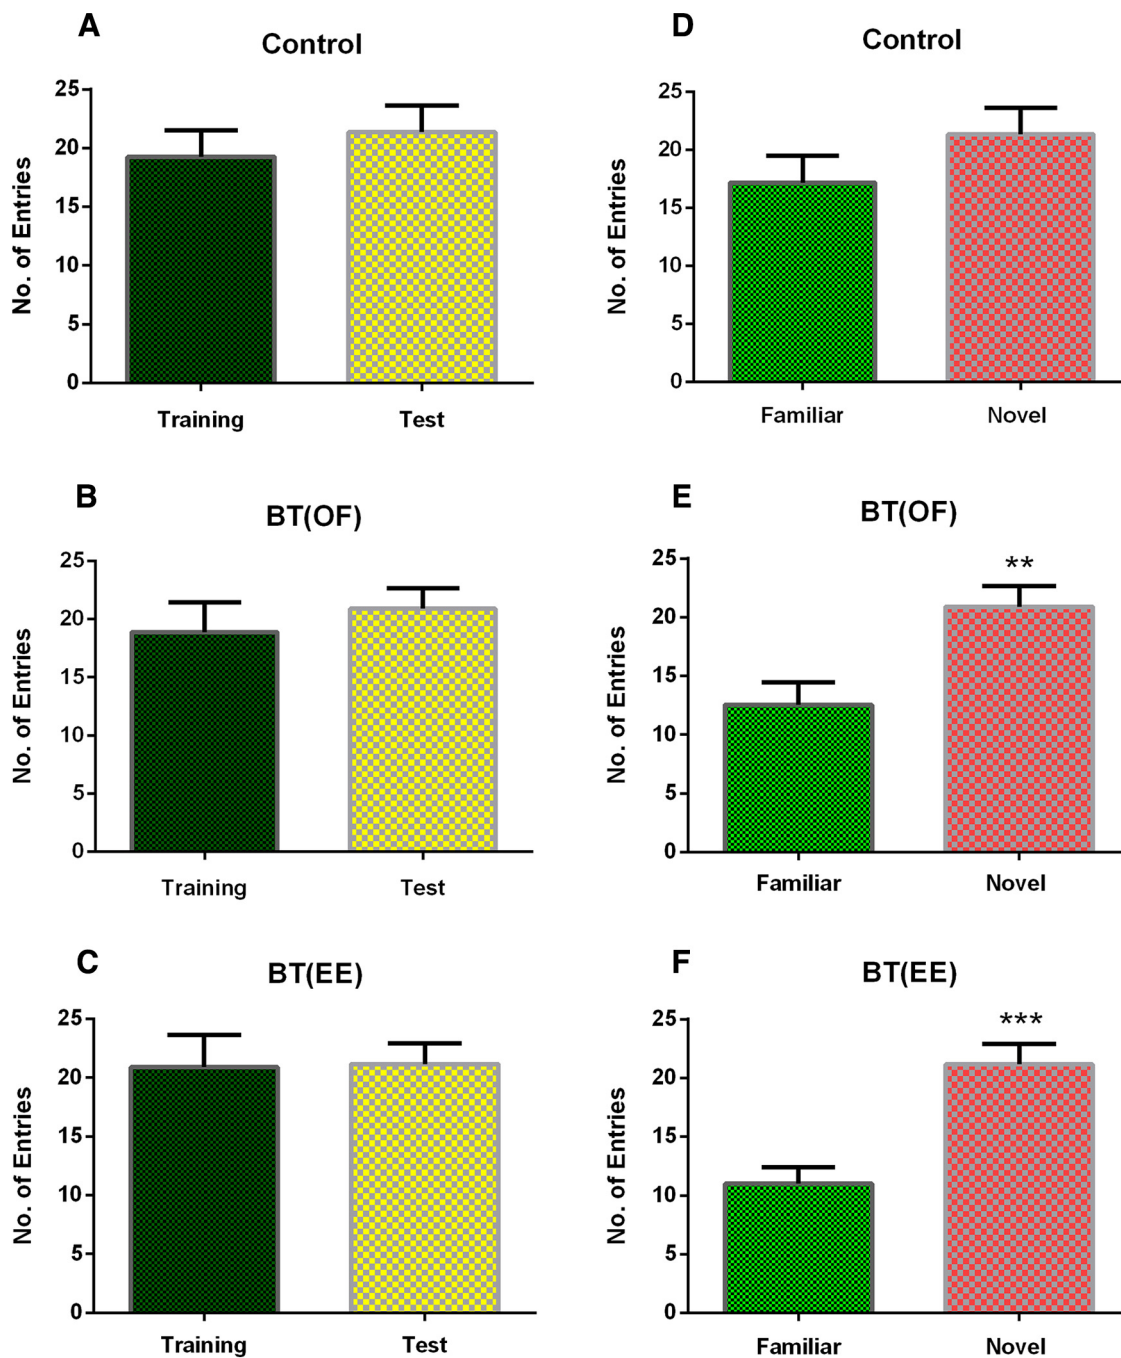 A
Control
No. of Entries
25
20
15
10
5
0
Training
Test
D
Control
No. of Entries
25
20
15
10
5
0
Familiar
Novel
B
BT(OF)
No. of Entries
25
20
15
10
5
0
Training
Test
E
BT(OF)
No. of Entries
25
20
15
10
5
0
**
Familiar
Novel
C
BT(EE)
No. of Entries
25
20
15
10
5
0
Training
Test
F
BT(EE)
No. of Entries
25
20
15
10
5
0
***
Familiar
Novel